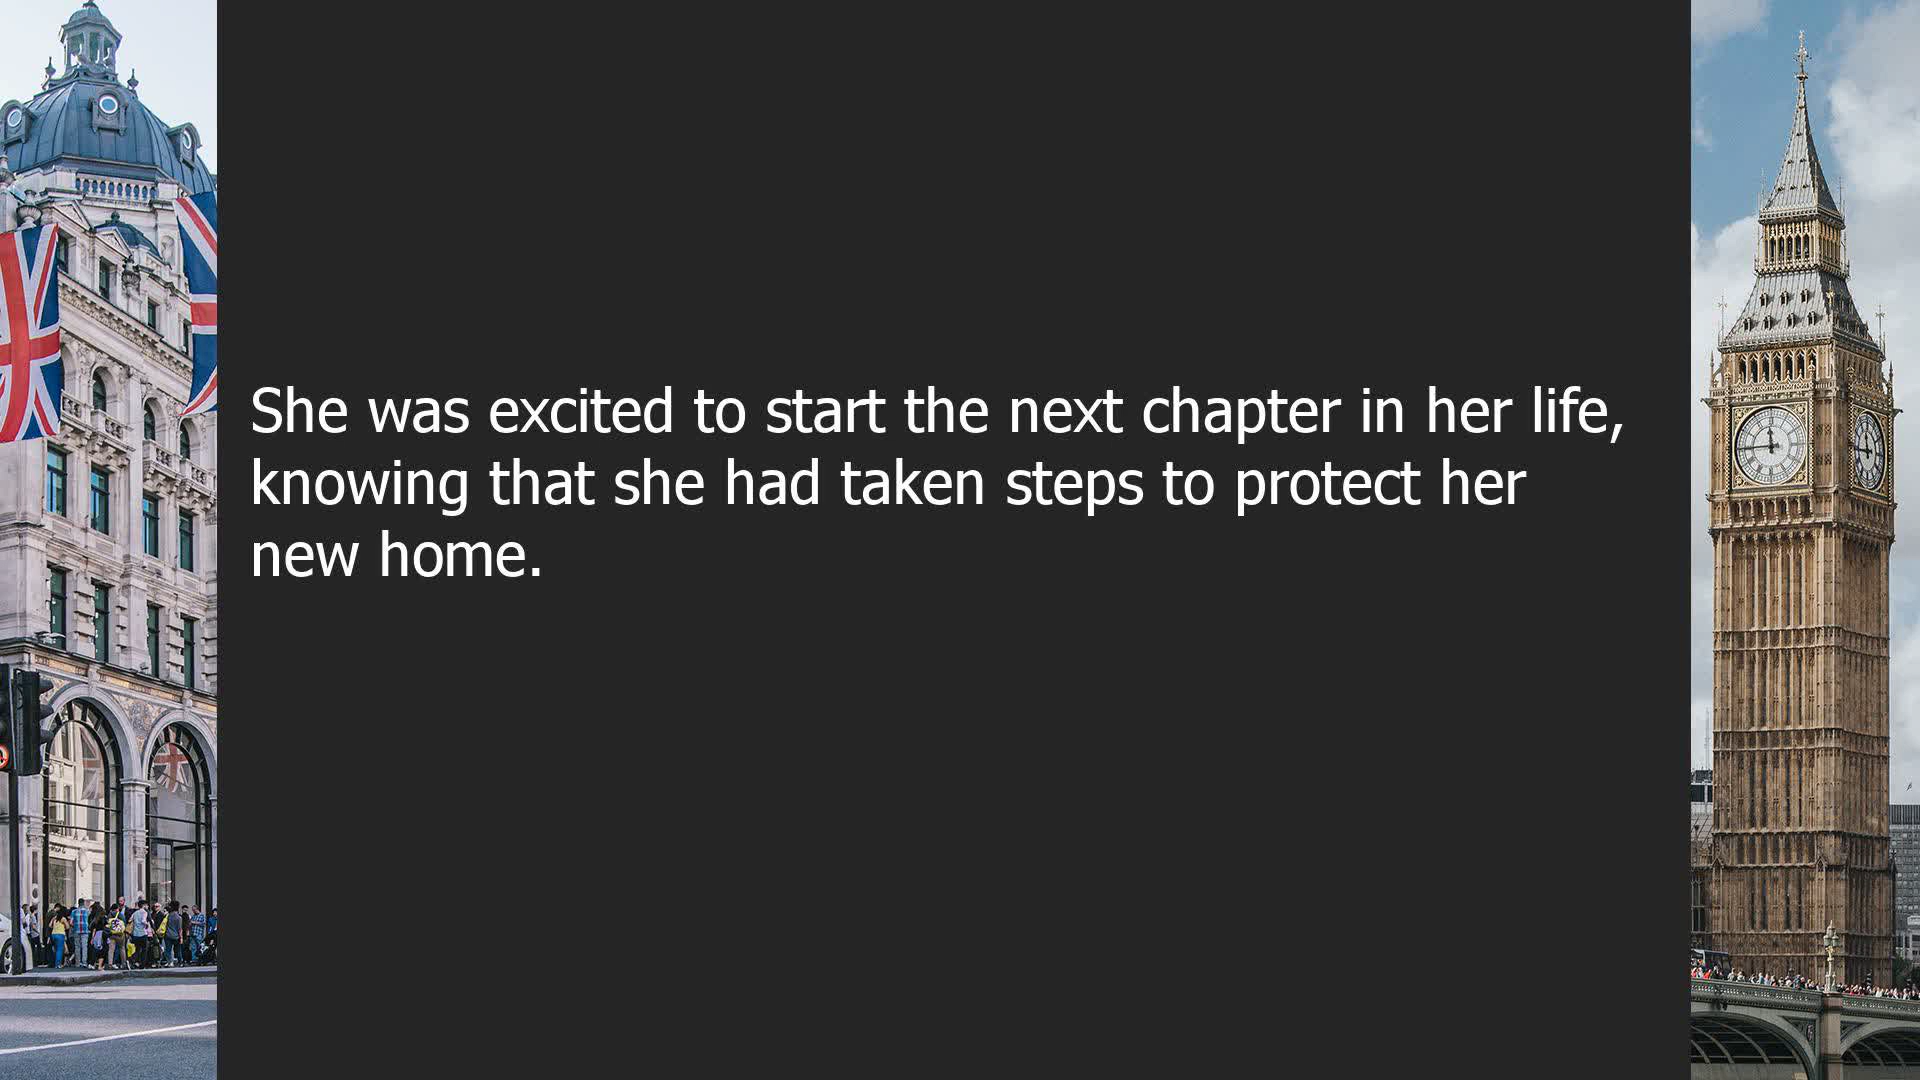 She was excited to start the next chapter in her life,
knowing that she had taken steps to protect her
new home.